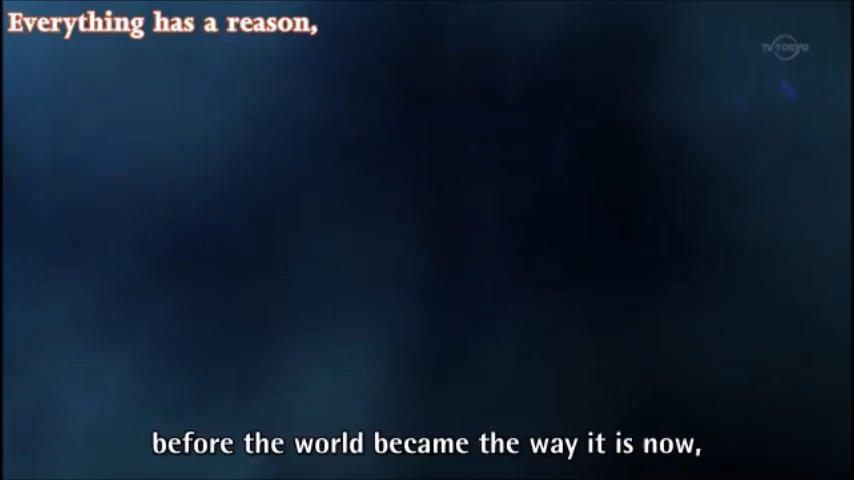 Everything has a reason,
TV TOKYO
before the world became the way it is now,